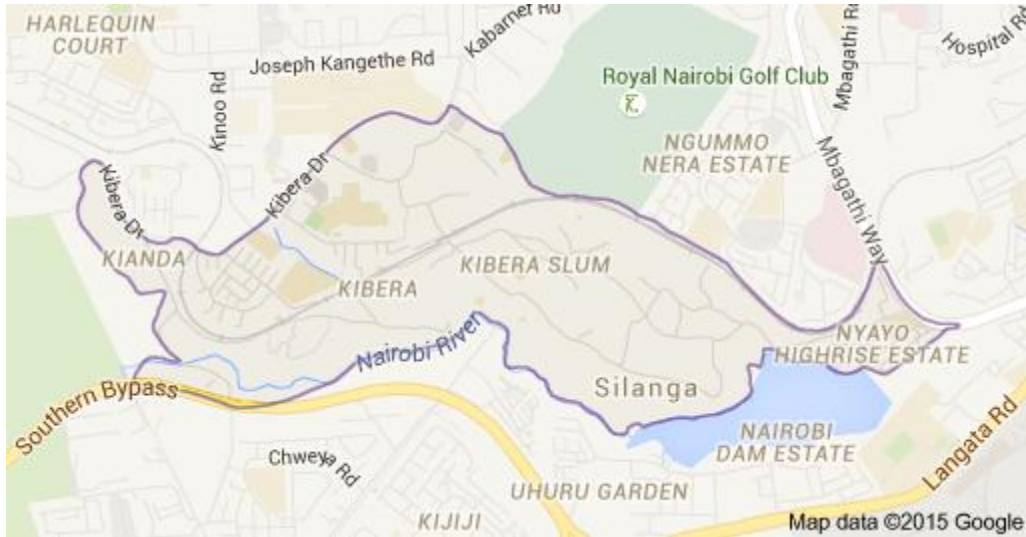 HARLEQUIN
COURT
Joseph Kangethe Rd
Kabarnet Rd
Kinoo Rd
Royal Nairobi Golf Club
Mbagathi Rd
Hospital Rd
NGUMMO
NERA ESTATE
Mbagathi Way
Kibera Dr
Kibera Dr
KIANDA
KIBERA
KIBERA SLUM
Nairobi River
NYAYO
HIGHRISE ESTATE
Southern Bypass
Silanga
NAIROBI
DAM ESTATE
Langata Rd
Chweya Rd
UHURU GARDEN
KIJIJI
Map data ©2015 Google